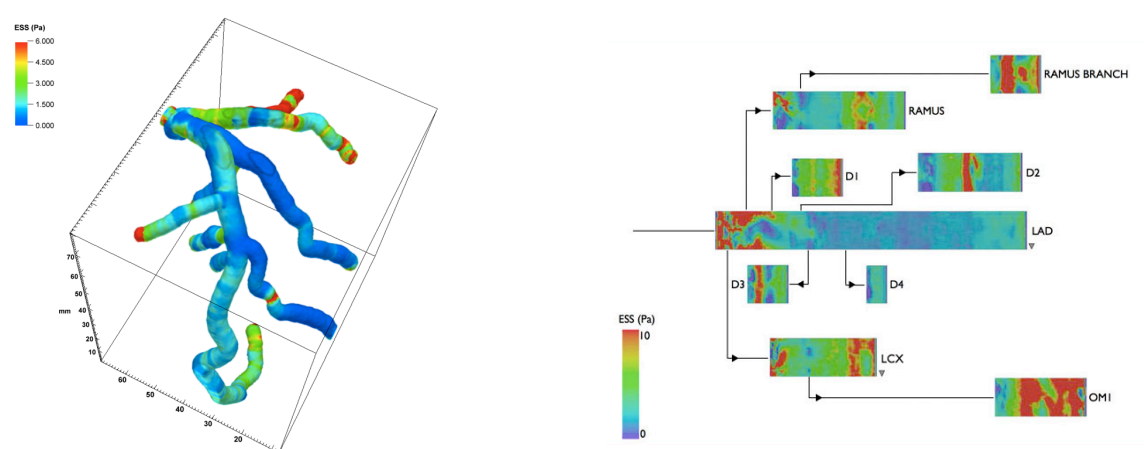 ESS (Pa)
6.000
4.500
3.000
1.500
0.000
70
60
50
40
30
20
10
mm
60
50
40
30
20
RAMUS BRANCH
RAMUS
D1
D2
LAD
D3
D4
ESS (Pa)
10
0
LCX
OM1